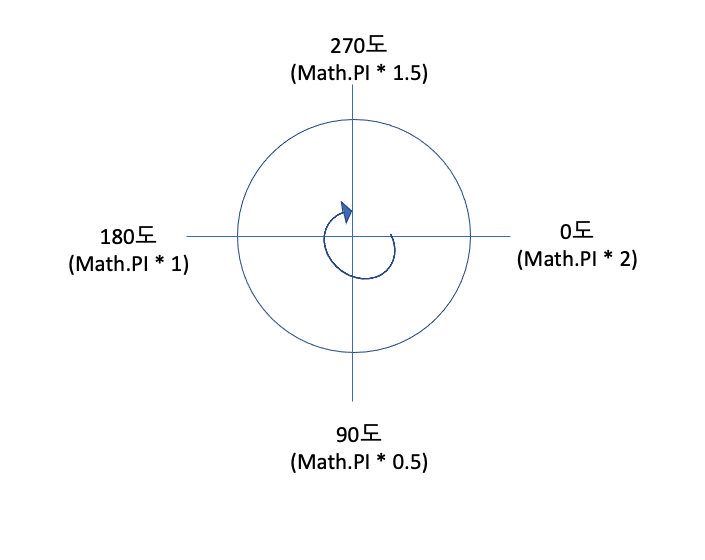 270도
(Math.PI * 1.5)
180도
(Math.PI * 1)
0도
(Math.PI * 2)
90도
(Math.PI * 0.5)